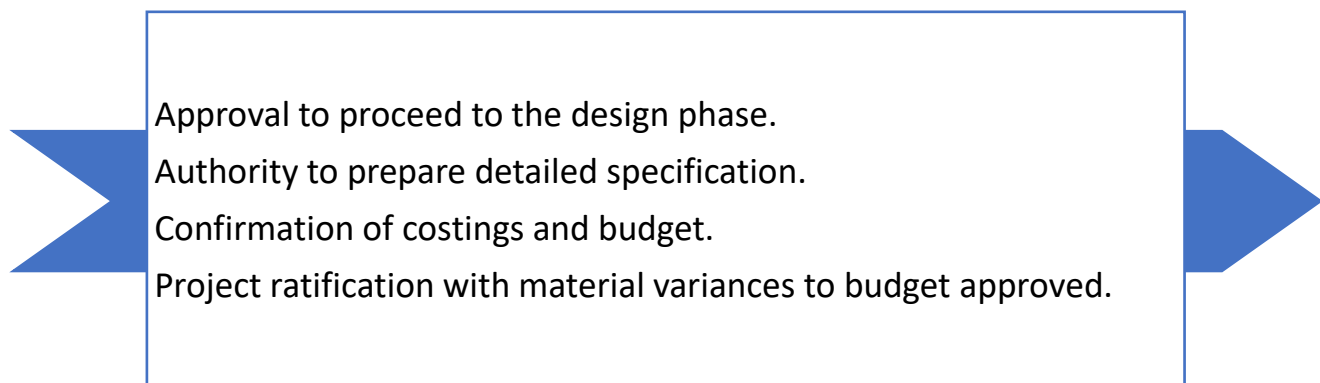 Approval to proceed to the design phase.
Authority to prepare detailed specification.
Confirmation of costings and budget.
Project ratification with material variances to budget approved.